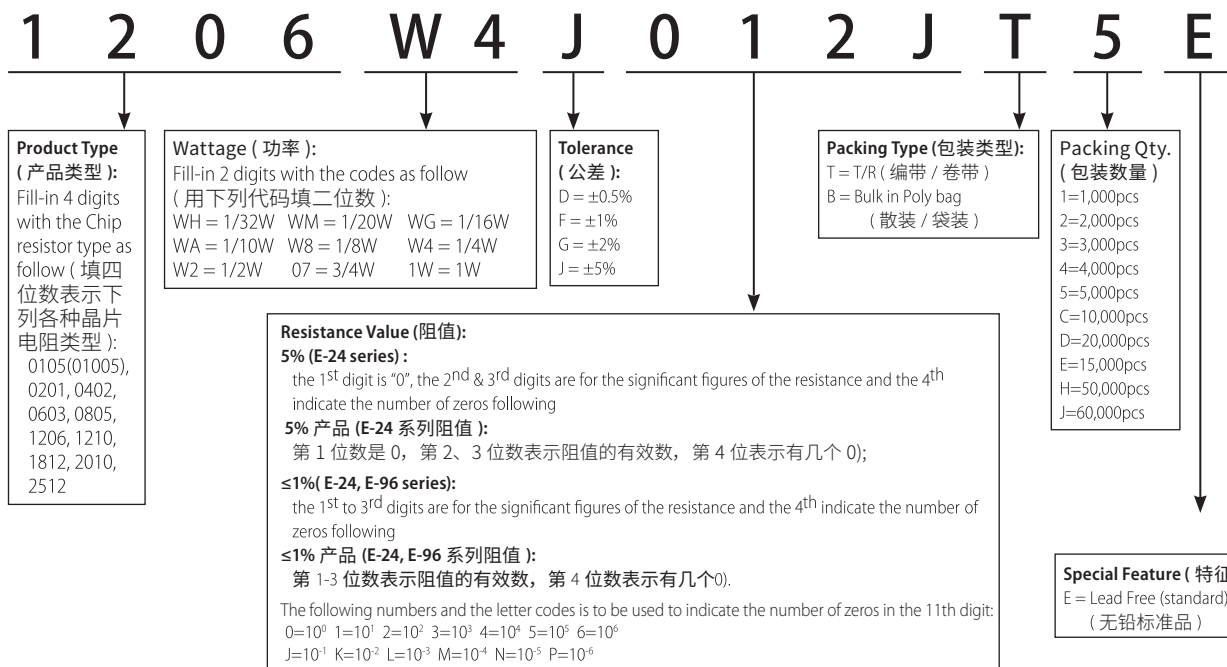 1 2 0 6 W 4 J 0 1 2 J T 5 E
Product Type
( 产品类型 ):
Fill-in 4 digits
with the Chip
resistor type as
follow ( 填四
位数表示下
列各种晶片
电阻类型 ):
0105(01005),
0201, 0402,
0603, 0805,
1206, 1210,
1812, 2010,
2512
Wattage ( 功率 ):
Fill-in 2 digits with the codes as follow
( 用下列代码填二位数 ):
WH = 1/32W WM = 1/20W WG = 1/16W
WA = 1/10W W8 = 1/8W W4 = 1/4W
W2 = 1/2W 07 = 3/4W 1W = 1W
Tolerance
( 公差 ):
D = ±0.5%
F = ±1%
G = ±2%
J = ±5%
Resistance Value (阻值):
5% (E-24 series) :
the 1st digit is “0”, the 2nd & 3rd digits are for the significant figures of the resistance and the 4th
indicate the number of zeros following
5% 产品 (E-24 系列阻值 ):
第 1 位数是 0，第 2、3 位数表示阻值的有效数，第 4 位表示有几个 0);
≤1%( E-24, E-96 series):
the 1st to 3rd digits are for the significant figures of the resistance and the 4th indicate the number of
zeros following
≤1% 产品 (E-24, E-96 系列阻值 ):
第 1-3 位数表示阻值的有效数，第 4 位数表示有几个0).
The following numbers and the letter codes is to be used to indicate the number of zeros in the 11th digit:
0=10⁰ 1=10¹ 2=10² 3=10³ 4=10⁴ 5=10⁵ 6=10⁶
J=10⁻¹ K=10⁻² L=10⁻³ M=10⁻⁴ N=10⁻⁵ P=10⁻⁶
Packing Type (包装类型):
T = T/R ( 编带 / 卷带 )
B = Bulk in Poly bag
( 散装 / 袋装 )
Packing Qty.
( 包装数量 )
1=1,000pcs
2=2,000pcs
3=3,000pcs
4=4,000pcs
5=5,000pcs
C=10,000pcs
D=20,000pcs
E=15,000pcs
H=50,000pcs
J=60,000pcs
Special Feature ( 特征
E = Lead Free (standard)
( 无铅标准品 )